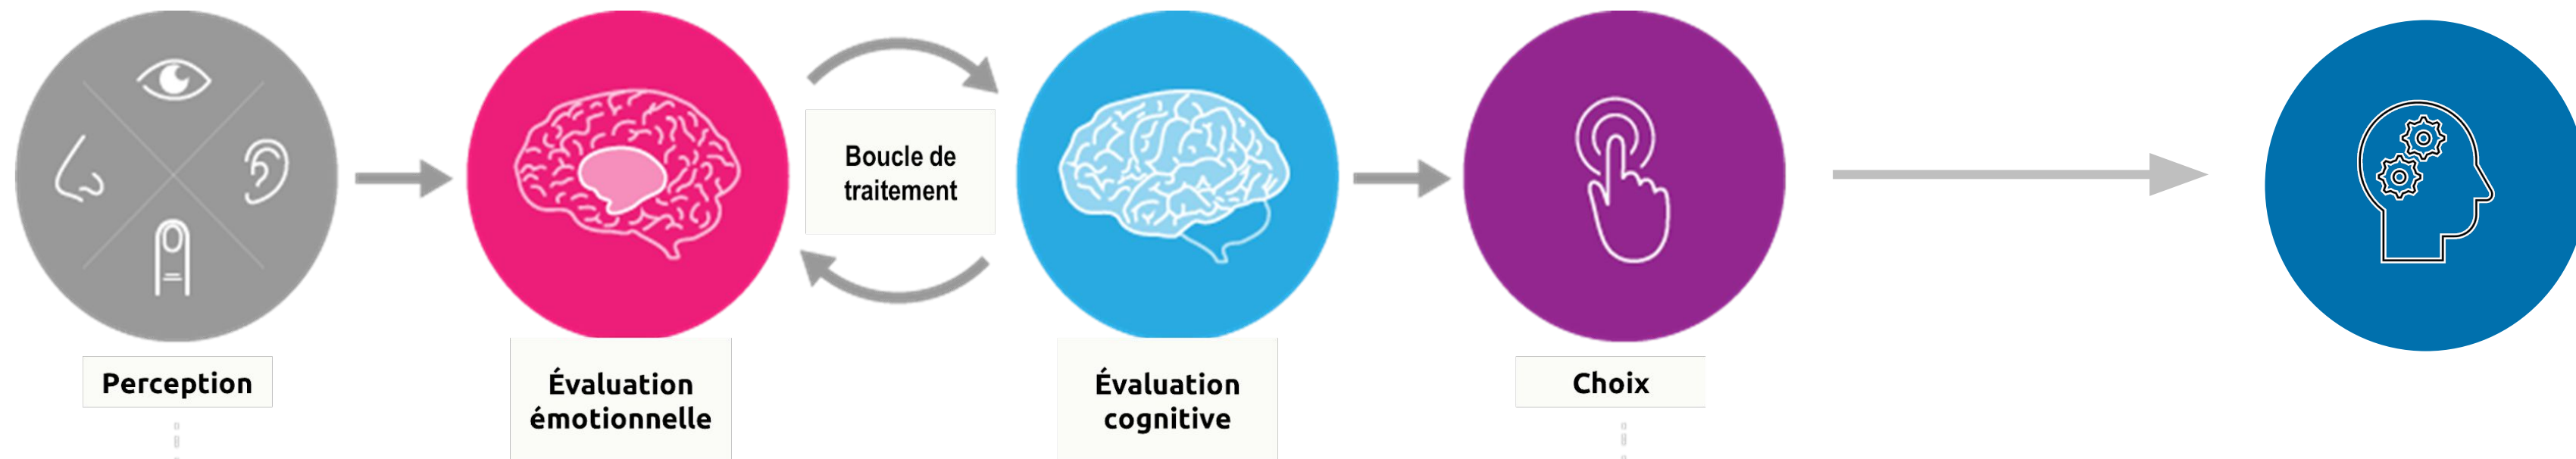 Boucle de
traitement
Perception
Évaluation
émotionnelle
Évaluation
cognitive
Choix